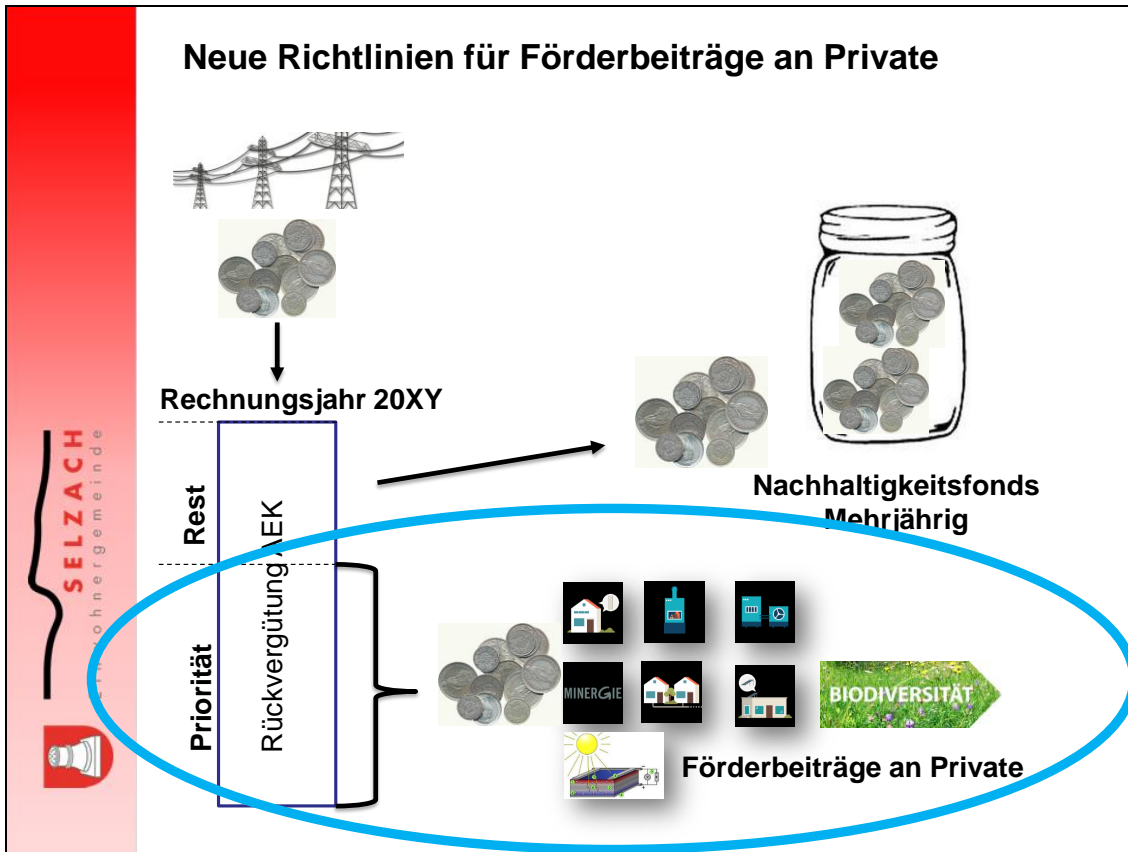 Neue Richtlinien für Förderbeiträge an Private
Rechnungsjahr 20XY
Rest
Priorität
Rückvergütung AEK
Nachhaltigkeitsfonds
Mehrjährig
MINERGIE
BIODIVERSITÄT
Förderbeiträge an Private
SELZACH
Einwohnergemeinde